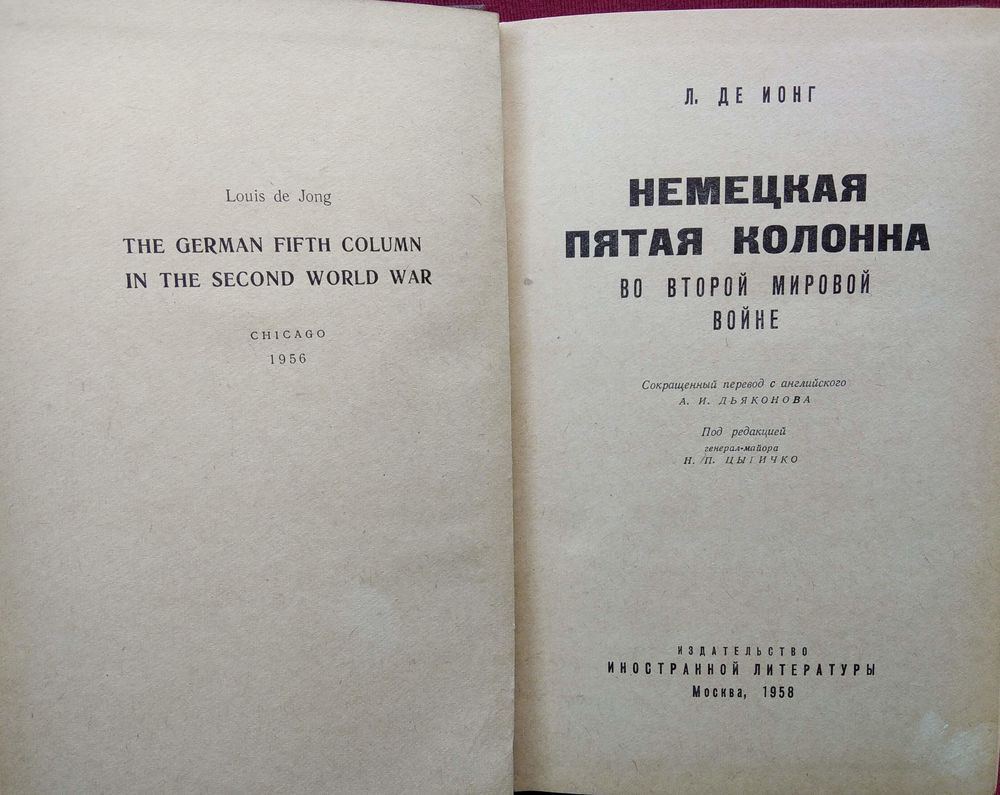 Louis de Jong
THE GERMAN FIFTH COLUMN
IN THE SECOND WORLD WAR
CHICAGO
1956
Л. ДЕ ИОНГ
НЕМЕЦКАЯ
ПЯТАЯ КОЛОННА
ВО ВТОРОЙ МИРОВОЙ
ВОЙНЕ
Сокращенный перевод с английского
А. И. ДЬЯКОНОВА
Под редакцией
генерал-майора
Н. П. ЦЫГИЧКО
ИЗДАТЕЛЬСТВО
ИНОСТРАННОЙ ЛИТЕРАТУРЫ
Москва, 1958